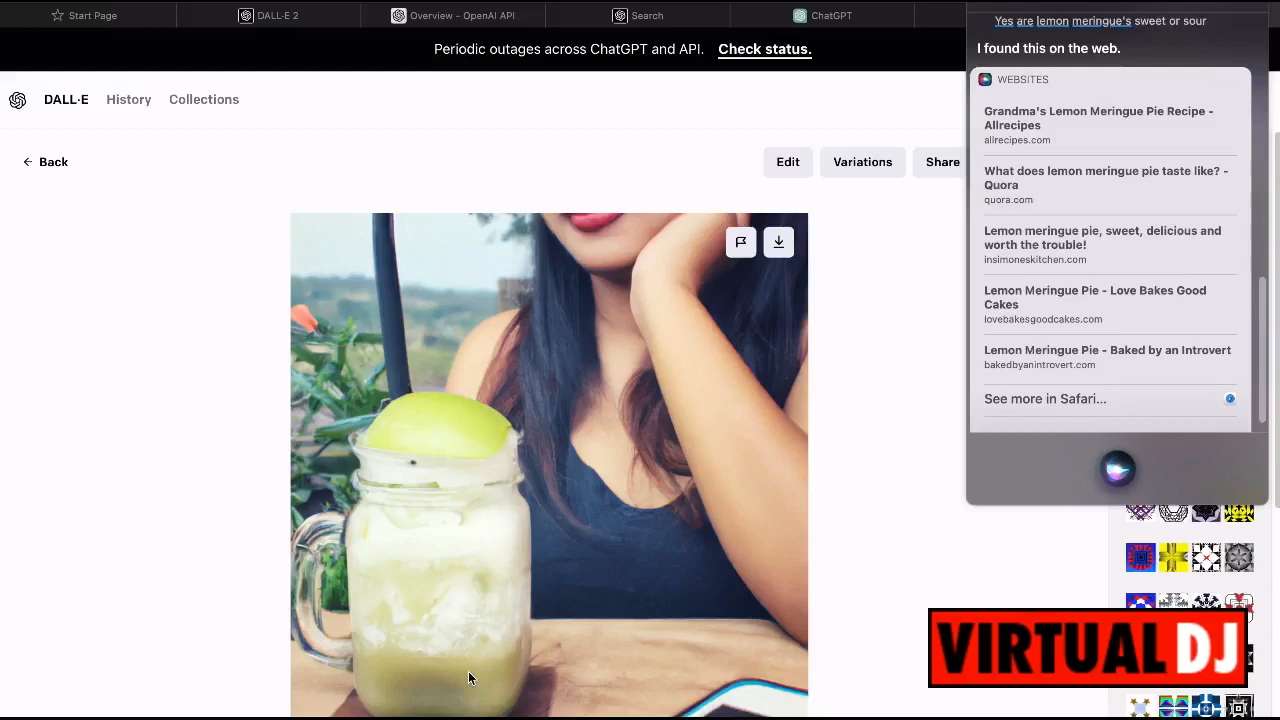 Start Page
DALL·E 2
Overview - OpenAI API
Search
ChatGPT
Periodic outages across ChatGPT and API. Check status.
DALL·E
History
Collections
← Back
Edit
Variations
Share
Yes are lemon meringue's sweet or sour
I found this on the web.
WEBSITES
Grandma's Lemon Meringue Pie Recipe -
Allrecipes
allrecipes.com
What does lemon meringue pie taste like? -
Quora
quora.com
Lemon meringue pie, sweet, delicious and
worth the trouble!
insimoneskitchen.com
Lemon Meringue Pie - Love Bakes Good
Cakes
lovebakesgoodcakes.com
Lemon Meringue Pie - Baked by an Introvert
bakedbyanintrovert.com
See more in Safari...
VIRTUAL DJ